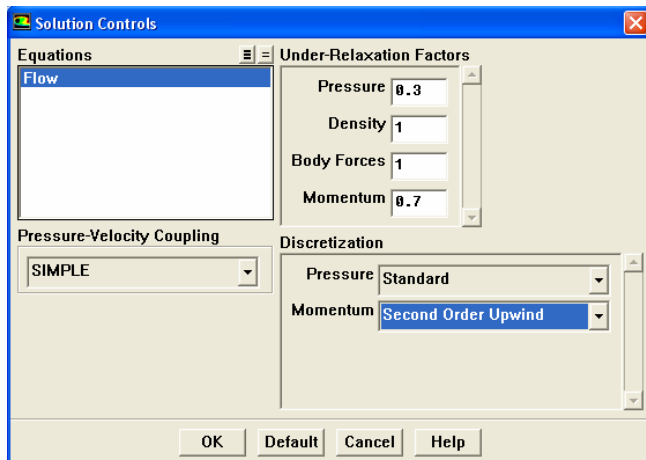 Solution Controls
Equations
Flow
Under-Relaxation Factors
Pressure 0.3
Density 1
Body Forces 1
Momentum 0.7
Pressure-Velocity Coupling
SIMPLE
Discretization
Pressure Standard
Momentum Second Order Upwind
OK Default Cancel Help